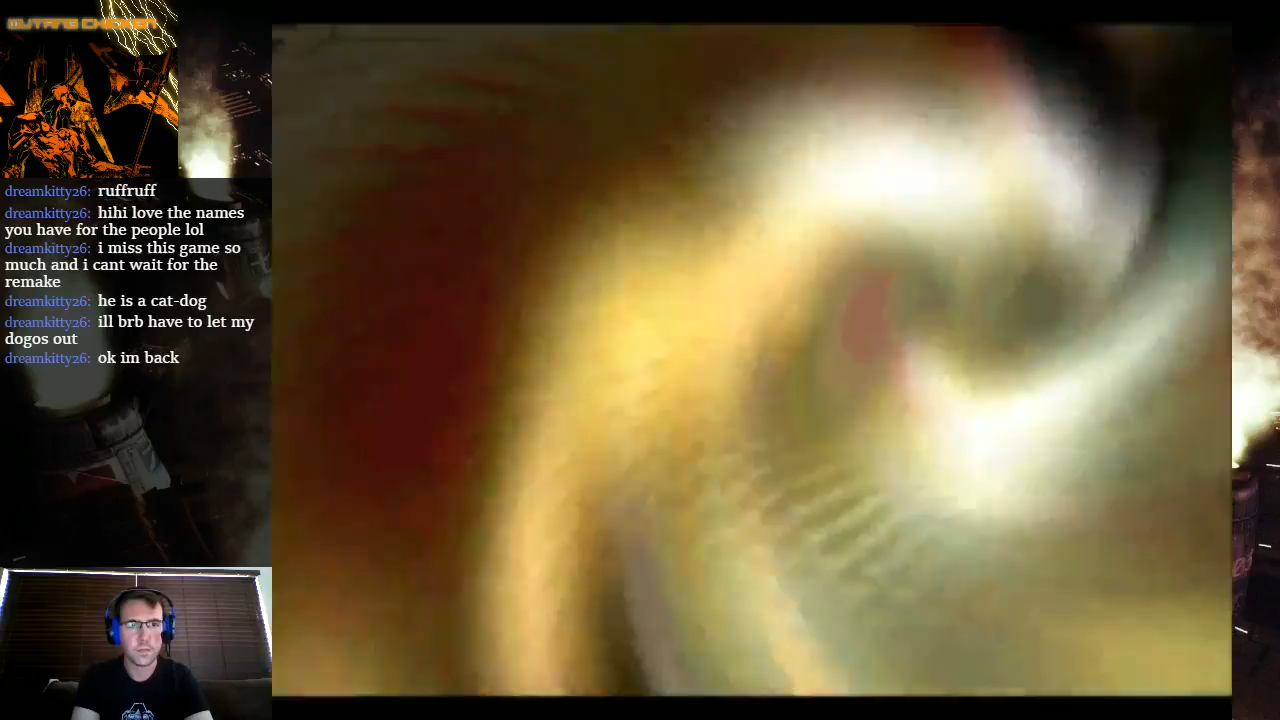 WUTANG CHICKEN
dreamkitty26: ruffruff
dreamkitty26: hihi love the names
you have for the people lol
dreamkitty26: i miss this game so
much and i cant wait for the
remake
dreamkitty26: he is a cat-dog
dreamkitty26: ill brb have to let my
dogos out
dreamkitty26: ok im back